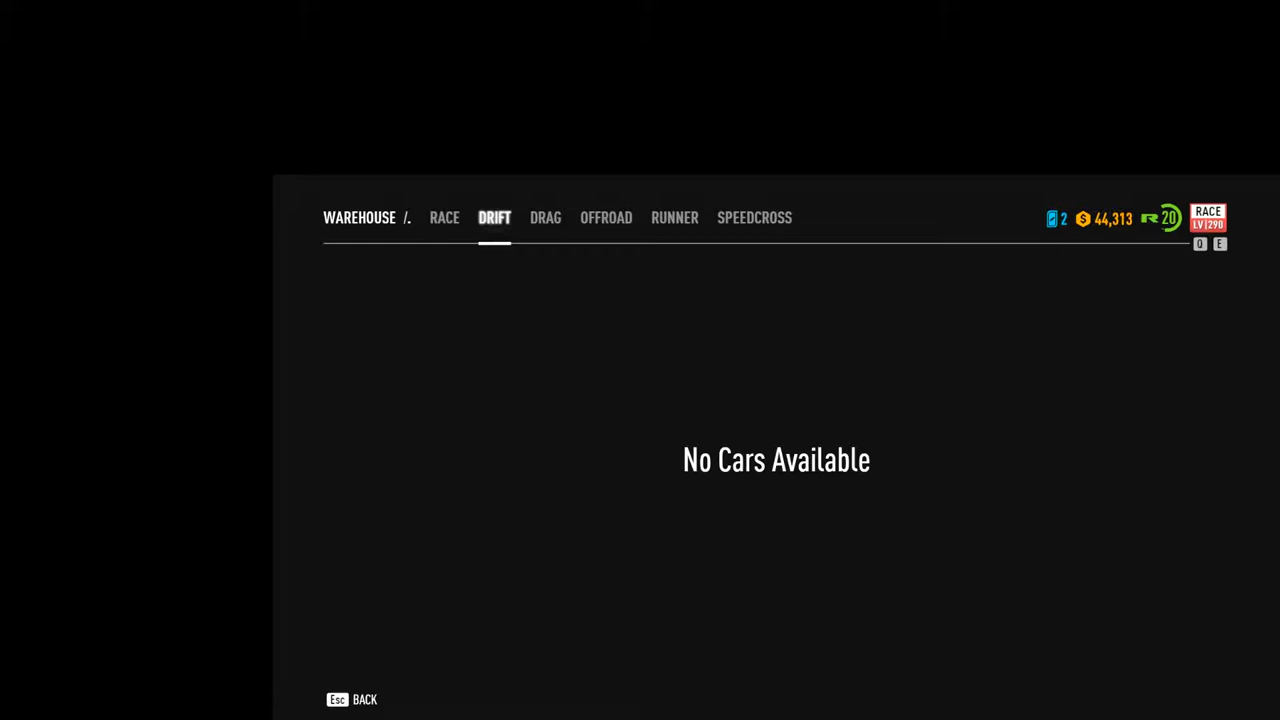 WAREHOUSE /. RACE DRIFT DRAG OFFROAD RUNNER SPEEDCROSS 2 44,313 R 20 RACE
LV|290
Q E
No Cars Available
Esc BACK